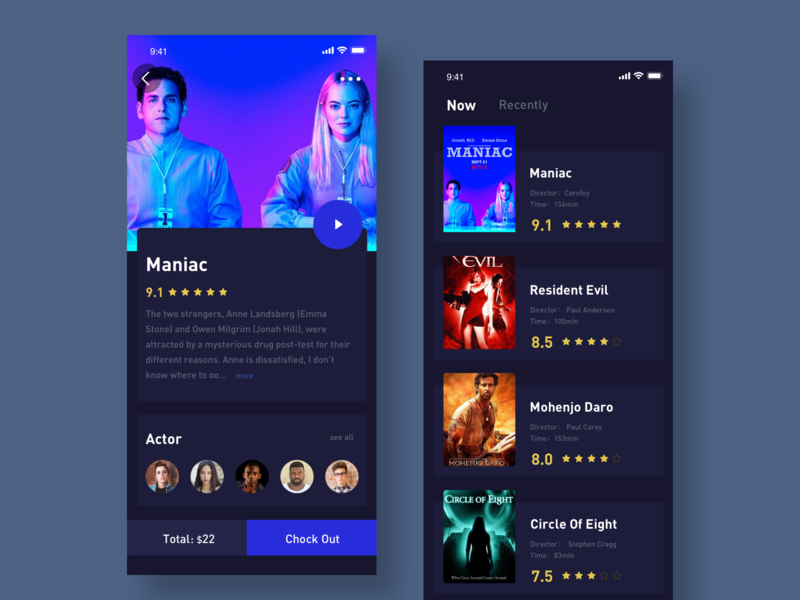 9:41
Maniac
9.1
The two strangers, Anne Landsberg (Emma
Stone) and Owen Milgrim (Jonah Hill), were
attracted by a mysterious drug post-test for their
different reasons. Anne is dissatisfied, I don't
know where to go... more
Actor
see all
Total: $22
Chock Out
9:41
Now
Recently
Jonah Hill Emma Stone
MANIAC
SEPT 21
NETFLIX
Maniac
Director: Carefoy
Time: 156min
9.1
EVIL
Resident Evil
Director: Paul Anderson
Time: 100min
8.5
MOHENJO DARO
Mohenjo Daro
Director: Paul Carey
Time: 153min
8.0
CIRCLE OF EIGHT
What Goes Around Comes Around
Circle Of Eight
Director: Stephen Cragg
Time: 83min
7.5